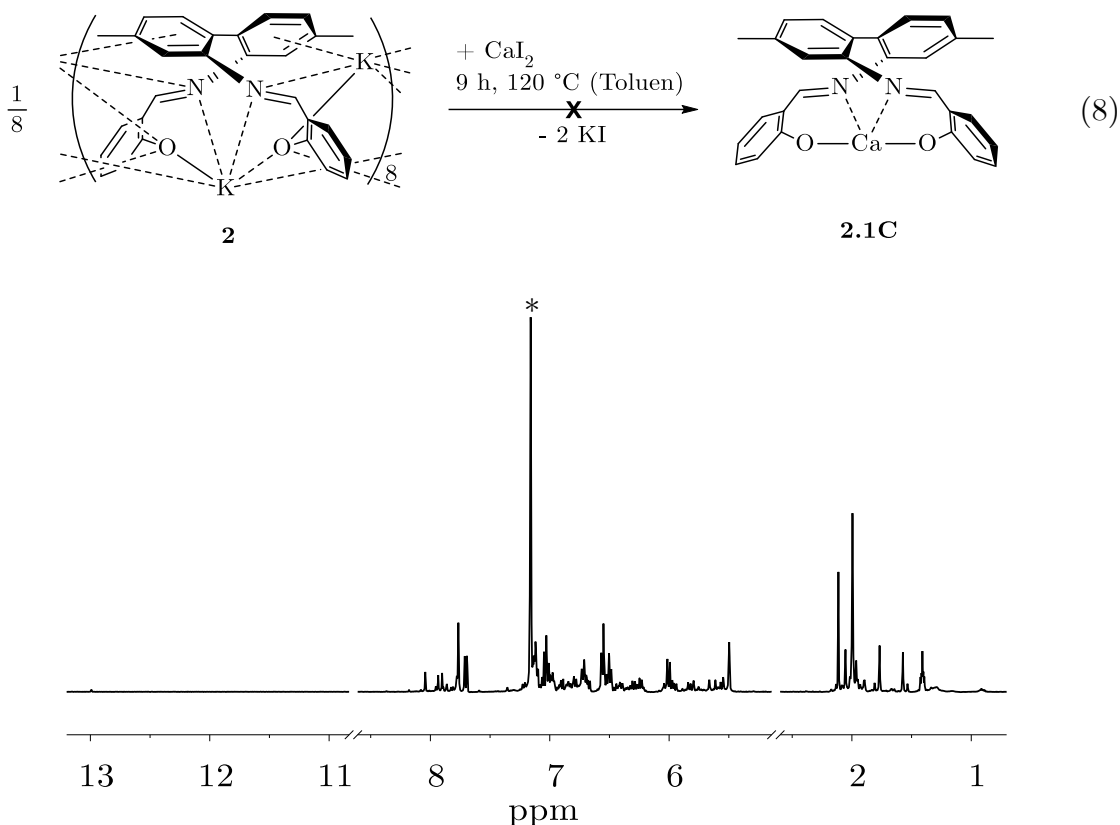 1
8
N
N
O
O
K
K
8
+ CaI₂
9 h, 120 °C (Toluen)
X
- 2 KI
N
N
O
Ca
O
(8)
2
2.1C
*
13 12 11 8 7 6 2 1
ppm